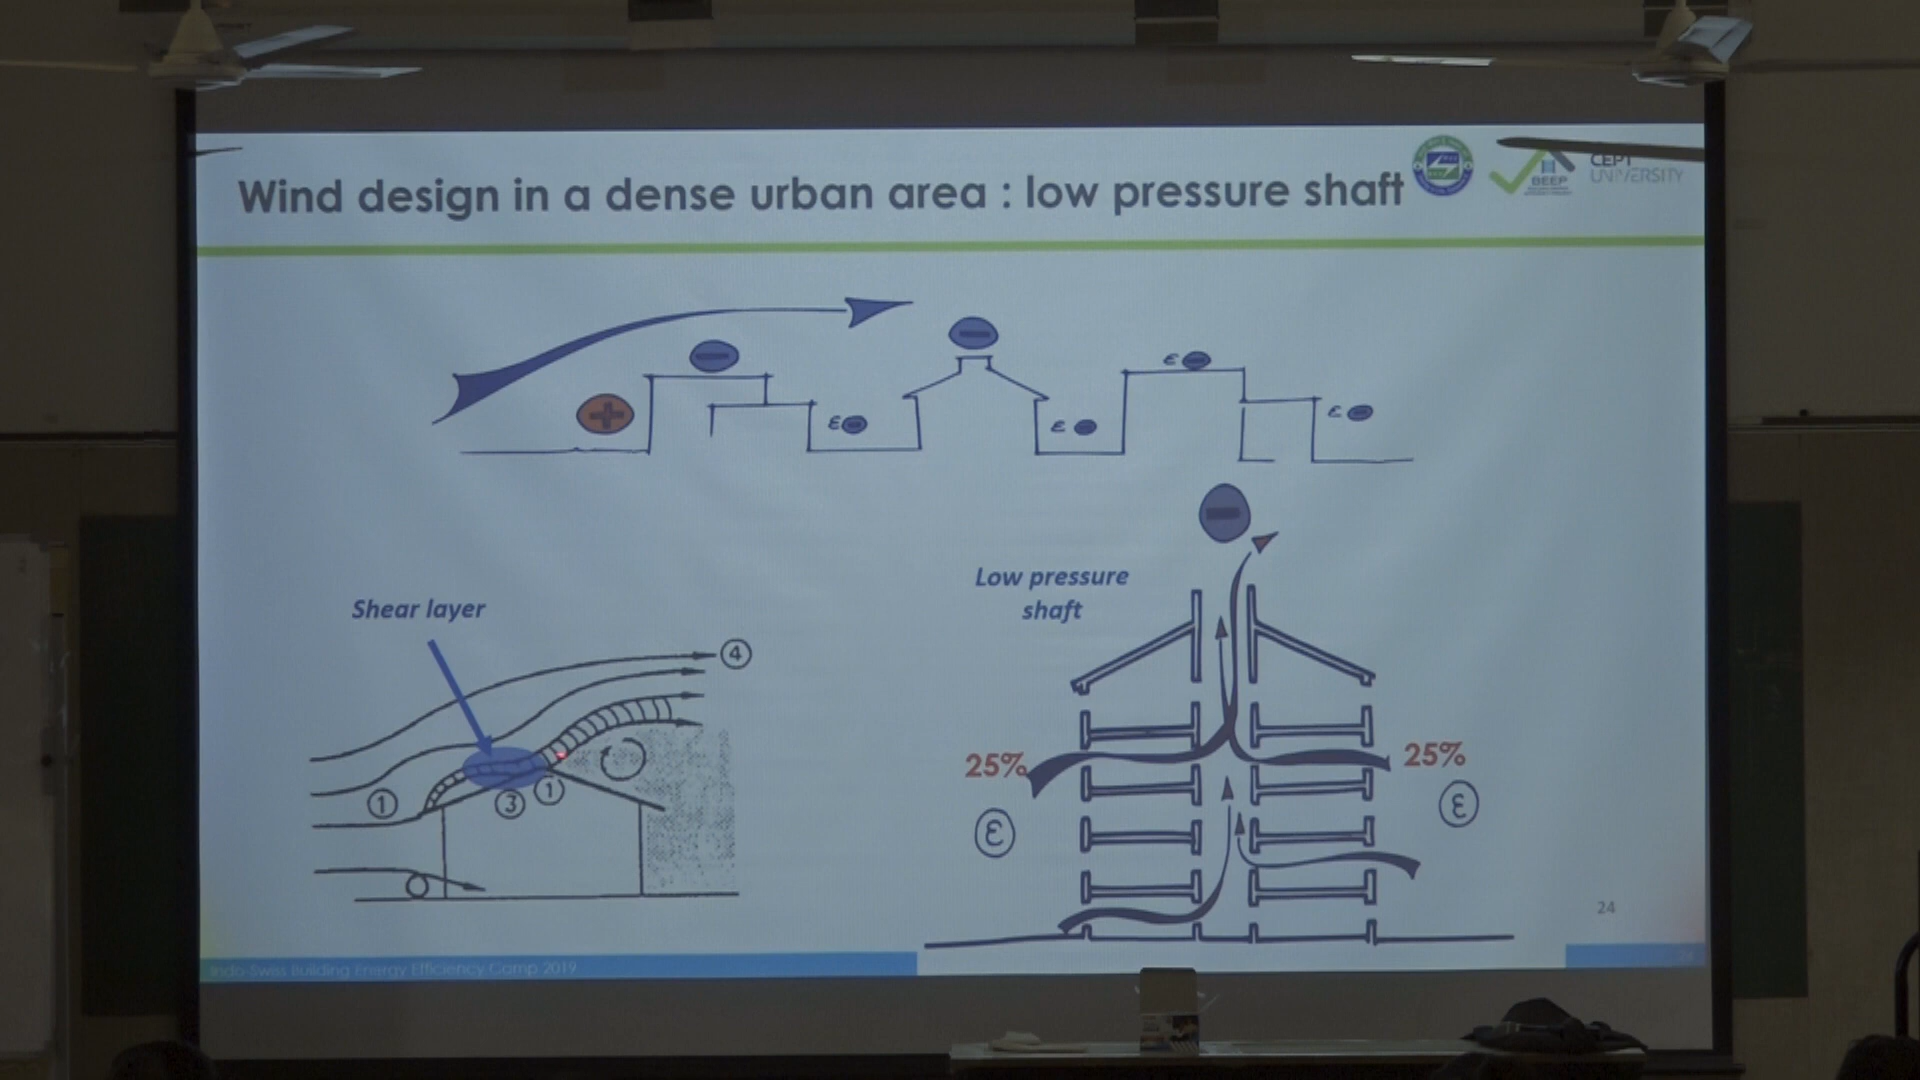 Wind design in a dense urban area : low pressure shaft
BEEP
CEPT
UNIVERSITY
ε
ε
ε
ε
Low pressure
shaft
Shear layer
4
1
3
1
25%
25%
ε
ε
24
Indo-Swiss Building Energy Efficiency Camp 2019